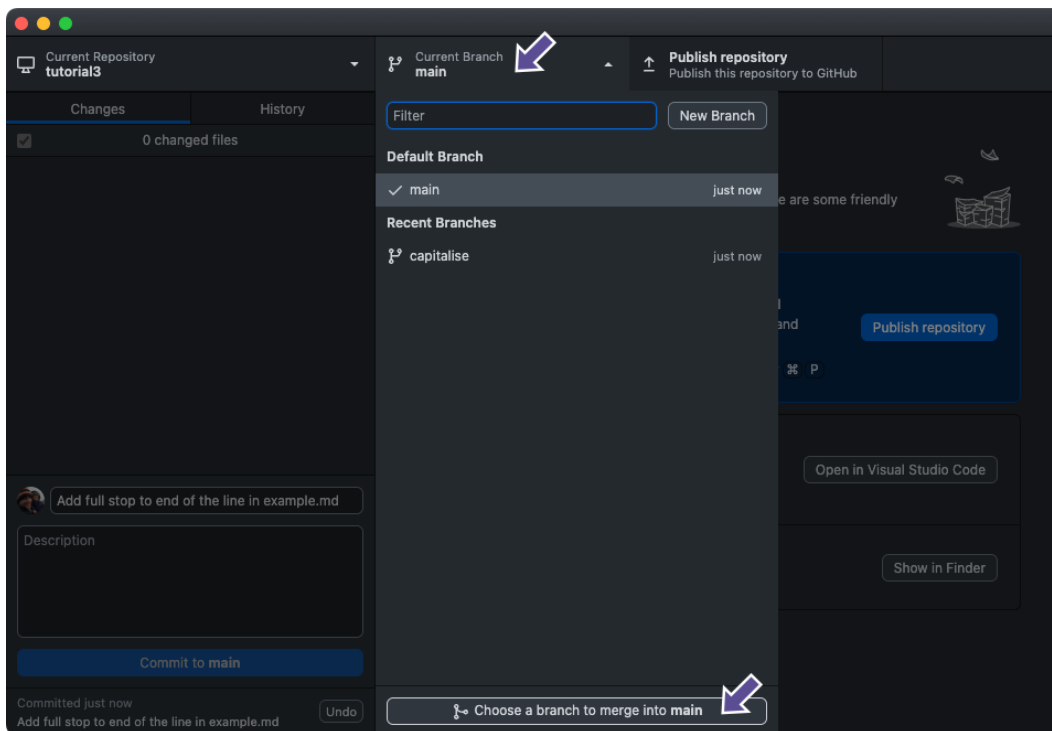 Current Repository
tutorial3
Current Branch
main
Publish repository
Publish this repository to GitHub
Changes
History
0 changed files
Filter
New Branch
Default Branch
main
just now
Recent Branches
capitalise
just now
e are some friendly
and
Publish repository
⌘ P
Open in Visual Studio Code
Show in Finder
Add full stop to end of the line in example.md
Description
Commit to main
Committed just now
Add full stop to end of the line in example.md
Undo
Choose a branch to merge into main